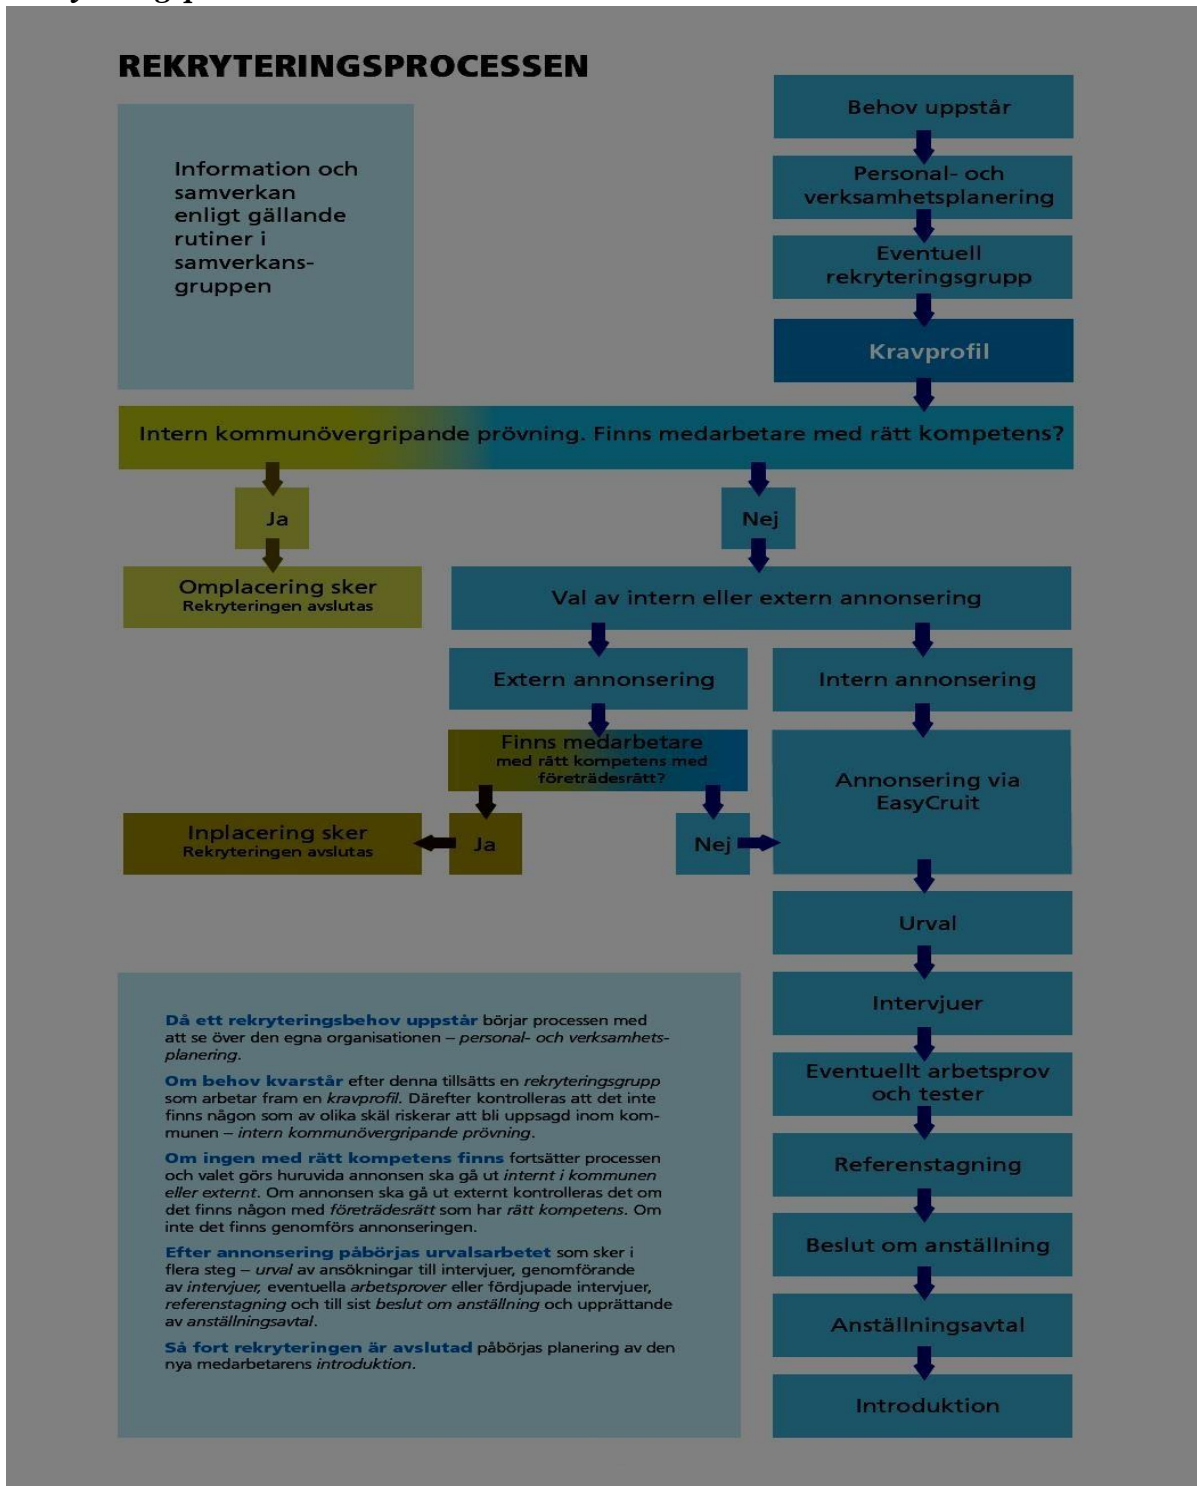 REKRYTERINGSPROCESSEN
Information och
samverkan
enligt gällande
rutiner i
samverkans-
gruppen
Behov uppstår
Personal- och
verksamhetsplanering
Eventuell
rekryteringsgrupp
Kravprofil
Intern kommunövergripande prövning. Finns medarbetare med rätt kompetens?
Ja
Nej
Omplacering sker
Rekryteringen avslutas
Val av intern eller extern annonsering
Extern annonsering
Intern annonsering
Finns medarbetare
med rätt kompetens med
företrädesrätt?
Annonsering via
EasyCruit
Inplacering sker
Rekryteringen avslutas
Ja
Nej
Urval
Intervjuer
Eventuellt arbetsprov
och tester
Referenstagning
Beslut om anställning
Anställningsavtal
Introduktion
Då ett rekryteringsbehov uppstår börjar processen med
att se över den egna organisationen – personal- och verksamhets-
planering.
Om behov kvarstår efter denna tillsätts en rekryteringsgrupp
som arbetar fram en kravprofil. Därefter kontrolleras att det inte
finns någon som av olika skäl riskerar att bli uppsagd inom kom-
munen – intern kommunövergripande prövning.
Om ingen med rätt kompetens finns fortsätter processen
och valet görs huruvida annonsen ska gå ut internt i kommunen
eller externt. Om annonsen ska gå ut externt kontrolleras det om
det finns någon med företrädesrätt som har rätt kompetens. Om
inte det finns genomförs annonseringen.
Efter annonsering påbörjas urvalsarbetet som sker i
flera steg – urval av ansökningar till intervjuer, genomförande
av intervjuer, eventuella arbetsprover eller fördjupade intervjuer,
referenstagning och till sist beslut om anställning och upprättande
av anställningsavtal.
Så fort rekryteringen är avslutad påbörjas planering av den
nya medarbetarens introduktion.